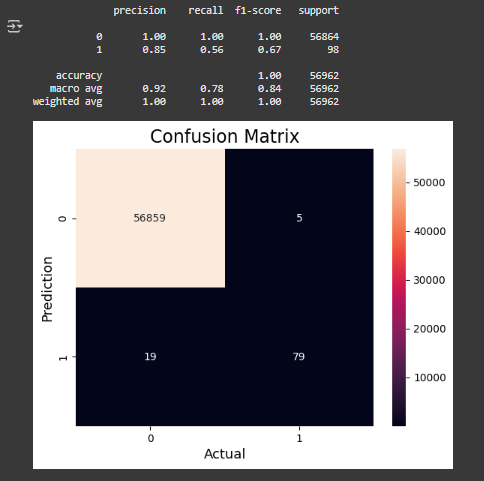 precision recall f1-score support
0 1.00 1.00 1.00 56864
1 0.85 0.56 0.67 98
accuracy 1.00 56962
macro avg 0.92 0.78 0.84 56962
weighted avg 1.00 1.00 1.00 56962
Confusion Matrix
50000
0 56859 5
40000
Prediction
30000
20000
1 19 79
10000
0 1
Actual